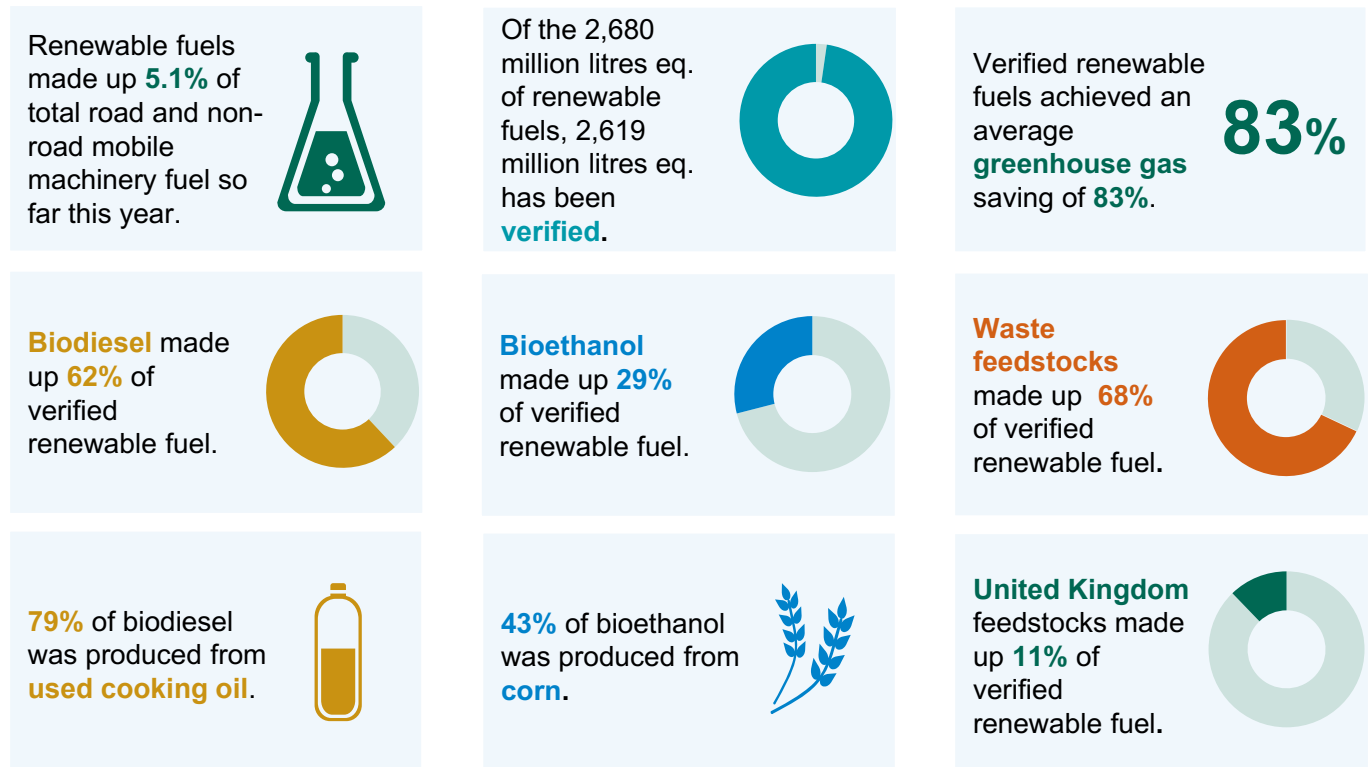 Renewable fuels
made up 5.1% of
total road and non-
road mobile
machinery fuel so
far this year.
Of the 2,680
million litres eq.
of renewable
fuels, 2,619
million litres eq.
has been
verified.
Verified renewable
fuels achieved an
average
greenhouse gas
saving of 83%.
83%
Biodiesel made
up 62% of
verified
renewable fuel.
Bioethanol
made up 29%
of verified
renewable fuel.
Waste
feedstocks
made up 68%
of verified
renewable fuel.
79% of biodiesel
was produced from
used cooking oil.
43% of bioethanol
was produced from
corn.
United Kingdom
feedstocks made
up 11% of
verified
renewable fuel.